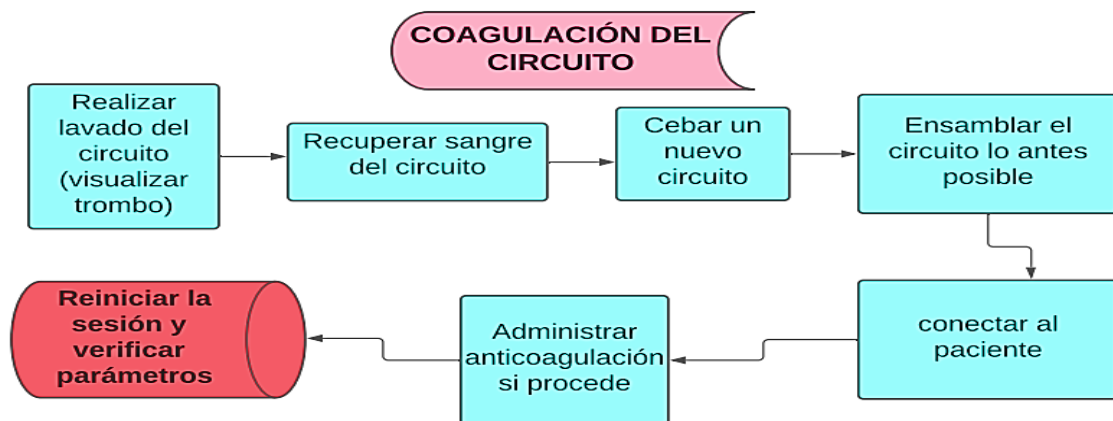 COAGULACIÓN DEL
CIRCUITO
Realizar
lavado del
circuito
(visualizar
trombo)
Recuperar sangre
del circuito
Cebar un
nuevo
circuito
Ensamblar el
circuito lo antes
posible
conectar al
paciente
Administrar
anticoagulación
si procede
Reiniciar la
sesión y
verificar
parámetros